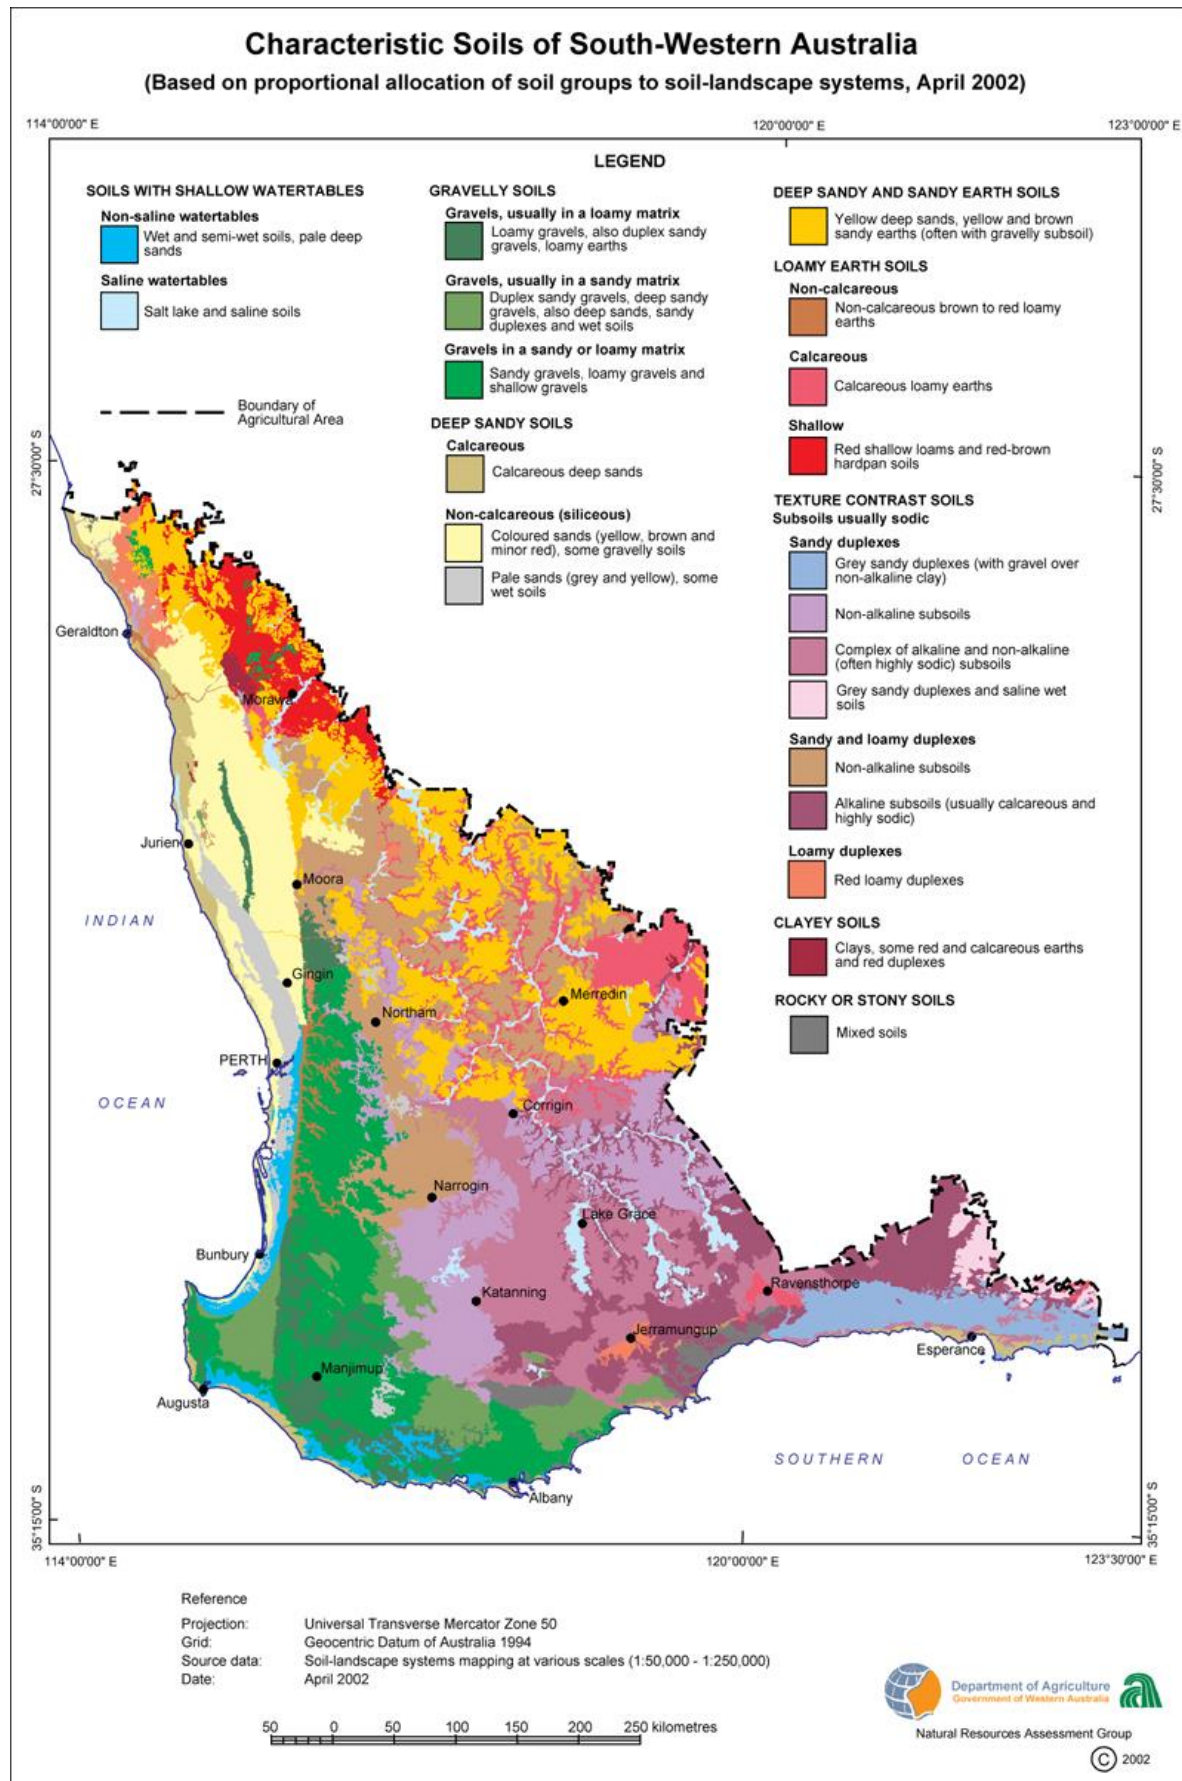 Characteristic Soils of South-Western Australia
(Based on proportional allocation of soil groups to soil-landscape systems, April 2002)
114°00'00" E
120°00'00" E
123°00'00" E
LEGEND
SOILS WITH SHALLOW WATERTABLES
Non-saline watertables
Wet and semi-wet soils, pale deep
sands
Saline watertables
Salt lake and saline soils
Boundary of
Agricultural Area
GRAVELLY SOILS
Gravels, usually in a loamy matrix
Loamy gravels, also duplex sandy
gravels, loamy earths
Gravels, usually in a sandy matrix
Duplex sandy gravels, deep sandy
gravels, also deep sands, sandy
duplexes and wet soils
Gravels in a sandy or loamy matrix
Sandy gravels, loamy gravels and
shallow gravels
DEEP SANDY SOILS
Calcareous
Calcareous deep sands
Non-calcareous (siliceous)
Coloured sands (yellow, brown and
minor red), some gravelly soils
Pale sands (grey and yellow), some
wet soils
DEEP SANDY AND SANDY EARTH SOILS
Yellow deep sands, yellow and brown
sandy earths (often with gravelly subsoil)
LOAMY EARTH SOILS
Non-calcareous
Non-calcareous brown to red loamy
earths
Calcareous
Calcareous loamy earths
Shallow
Red shallow loams and red-brown
hardpan soils
TEXTURE CONTRAST SOILS
Subsoils usually sodic
Sandy duplexes
Grey sandy duplexes (with gravel over
non-alkaline clay)
Non-alkaline subsoils
Complex of alkaline and non-alkaline
(often highly sodic) subsoils
Grey sandy duplexes and saline wet
soils
Sandy and loamy duplexes
Non-alkaline subsoils
Alkaline subsoils (usually calcareous and
highly sodic)
Loamy duplexes
Red loamy duplexes
CLAYEY SOILS
Clays, some red and calcareous earths
and red duplexes
ROCKY OR STONY SOILS
Mixed soils
27°30'00" S
27°30'00" S
Geraldton
Morawa
Jurien
Moora
INDIAN
Gingin
Merredin
Northam
PERTH
OCEAN
Corrigin
Narrogin
Lake Grace
Bunbury
Katanning
Ravensthorpe
Jerramungup
Esperance
Manjimup
Augusta
SOUTHERN OCEAN
Albany
35°15'00" S
35°15'00" S
114°00'00" E
120°00'00" E
123°30'00" E
Reference
Projection: Universal Transverse Mercator Zone 50
Grid: Geocentric Datum of Australia 1994
Source data: Soil-landscape systems mapping at various scales (1:50,000 - 1:250,000)
Date: April 2002
50 0 50 100 150 200 250 kilometres
Department of Agriculture
Government of Western Australia
Natural Resources Assessment Group
© 2002